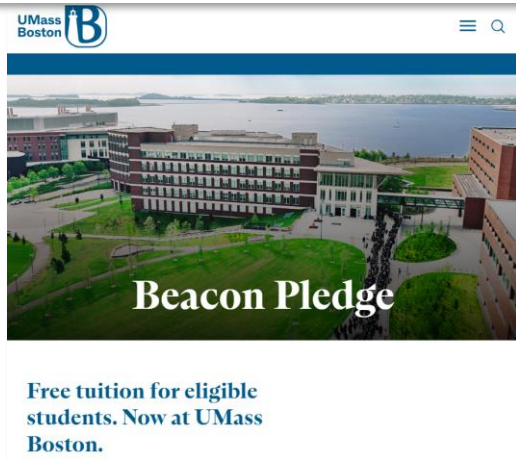 UMass
Boston
B
Beacon Pledge
Free tuition for eligible
students. Now at UMass
Boston.